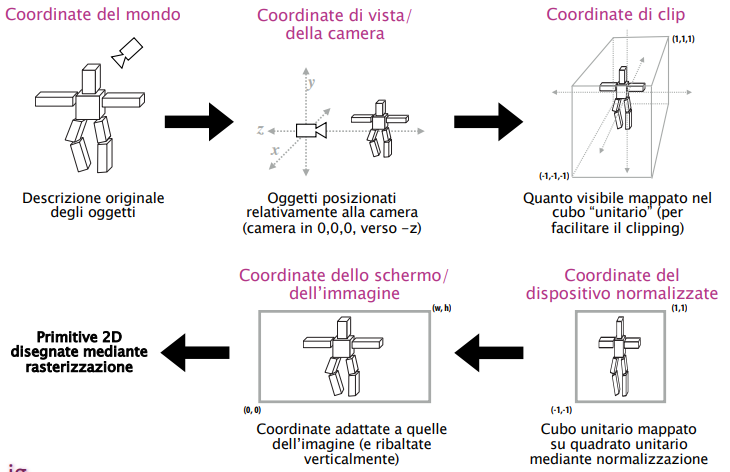 Coordinate del mondo
Coordinate di vista/
della camera
Coordinate di clip
(1,1,1)
y
z
x
(-1,-1,-1)
Descrizione originale
degli oggetti
Oggetti posizionati
relativamente alla camera
(camera in 0,0,0, verso -z)
Quanto visibile mappato nel
cubo “unitario” (per
facilitare il clipping)
Coordinate dello schermo/
dell’immagine
Coordinate del
dispositivo normalizzate
(w, h)
(1,1)
Primitive 2D
disegnate mediante
rasterizzazione
(0, 0)
(-1,-1)
Coordinate adattate a quelle
dell’imagine (e ribaltate
verticalmente)
Cubo unitario mappato
su quadrato unitario
mediante normalizzazione
ig